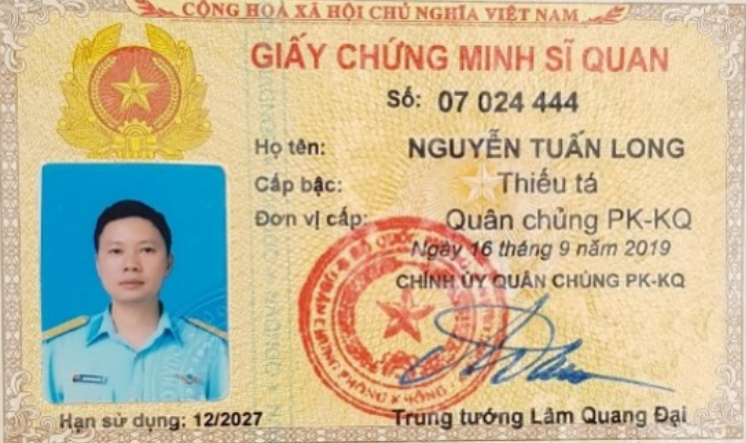 CỘNG HOÀ XÃ HỘI CHỦ NGHĨA VIỆT NAM
GIẤY CHỨNG MINH SĨ QUAN
Số: 07 024 444
Họ tên: NGUYỄN TUẤN LONG
Cấp bậc: Thiếu tá
Đơn vị cấp: Quân chủng PK-KQ
Ngày 16 tháng 9 năm 2019
CHÍNH ỦY QUÂN CHỦNG PK-KQ
Hạn sử dụng: 12/2027
Trung tướng Lâm Quang Đại